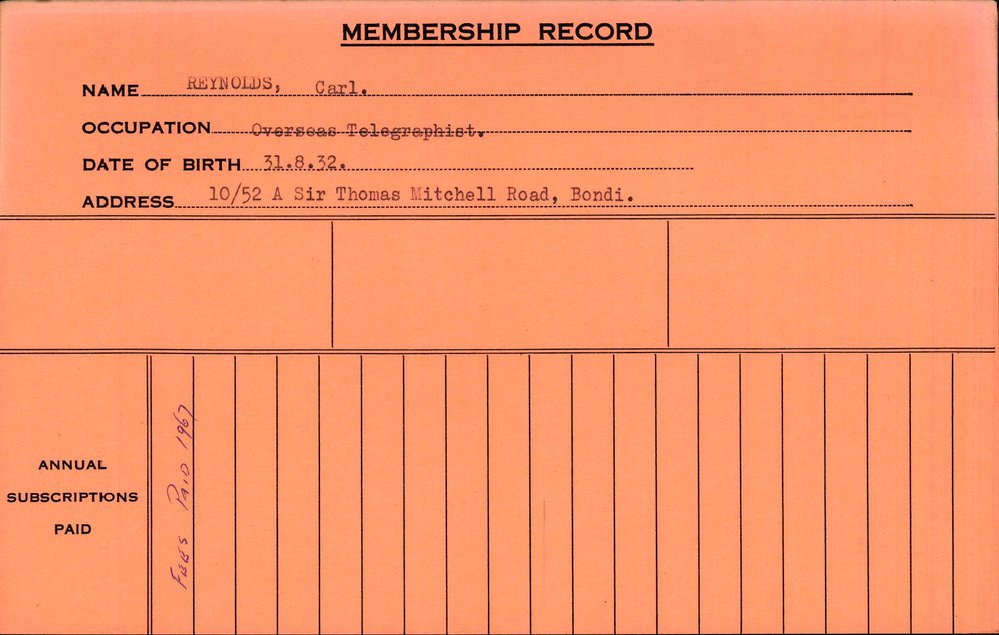 MEMBERSHIP RECORD
NAME REYNOLDS, Carl.
OCCUPATION Overseas Telegraphist.
DATE OF BIRTH 31.8.32.
ADDRESS 10/52 A Sir Thomas Mitchell Road, Bondi.
ANNUAL
SUBSCRIPTIONS
PAID
FEES PAID 1967